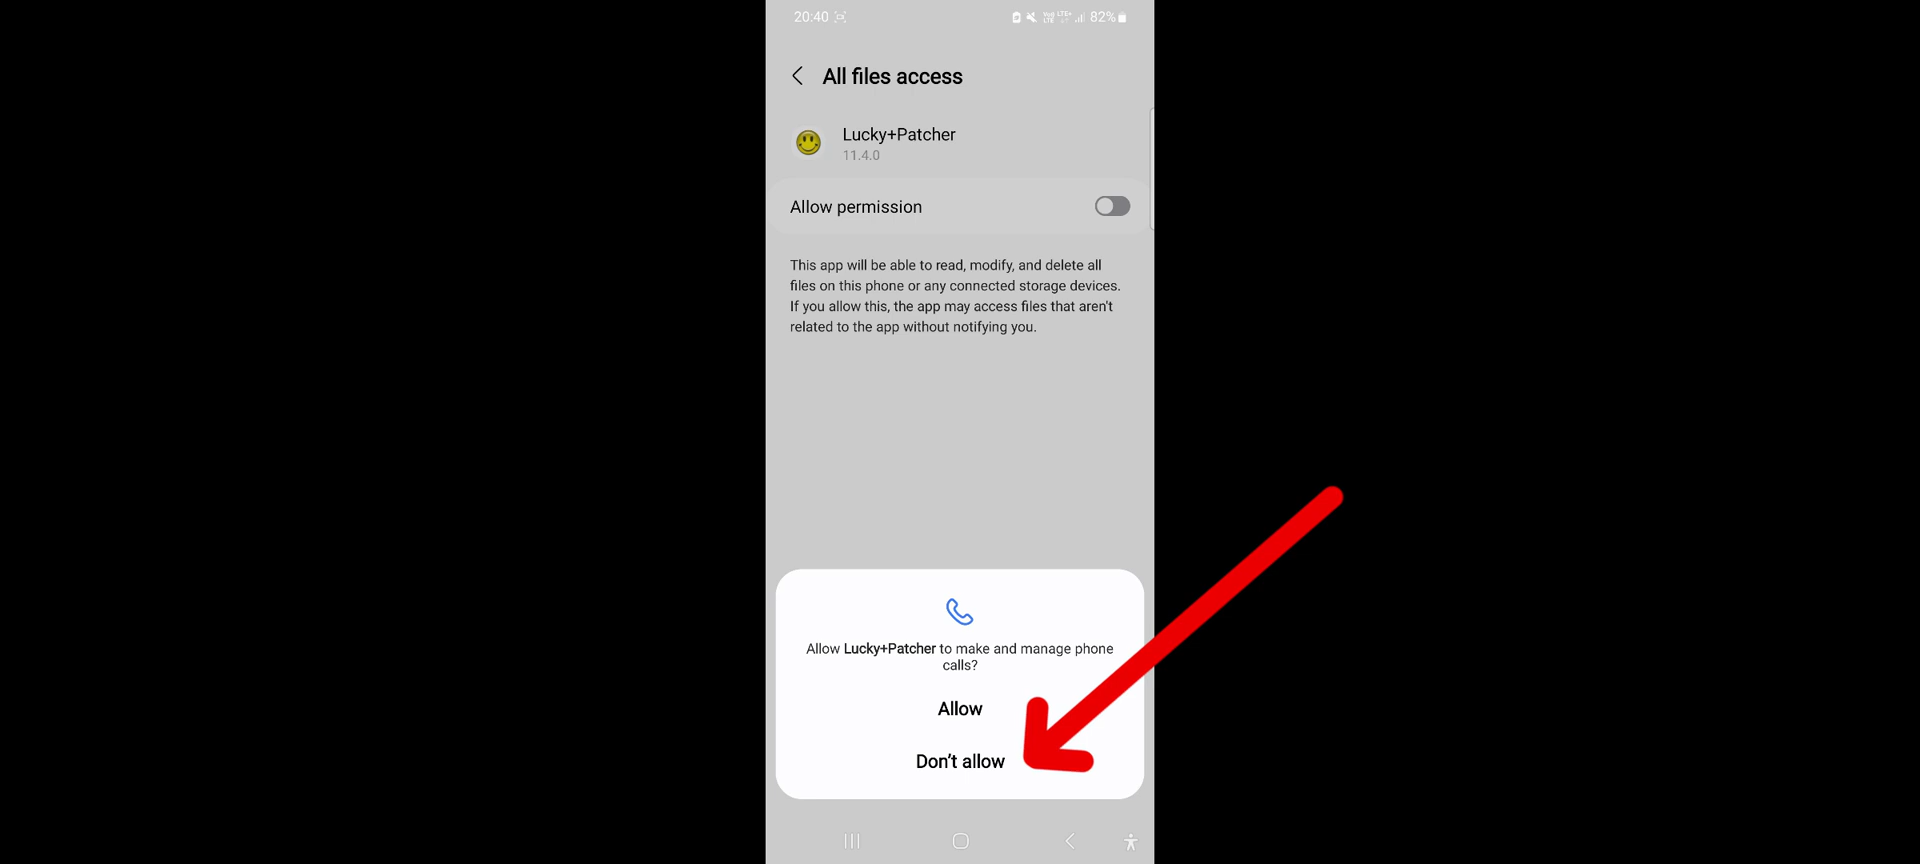 20:40 82%
All files access
Lucky+Patcher
11.4.0
Allow permission
This app will be able to read, modify, and delete all
files on this phone or any connected storage devices.
If you allow this, the app may access files that aren't
related to the app without notifying you.
Allow Lucky+Patcher to make and manage phone
calls?
Allow
Don't allow